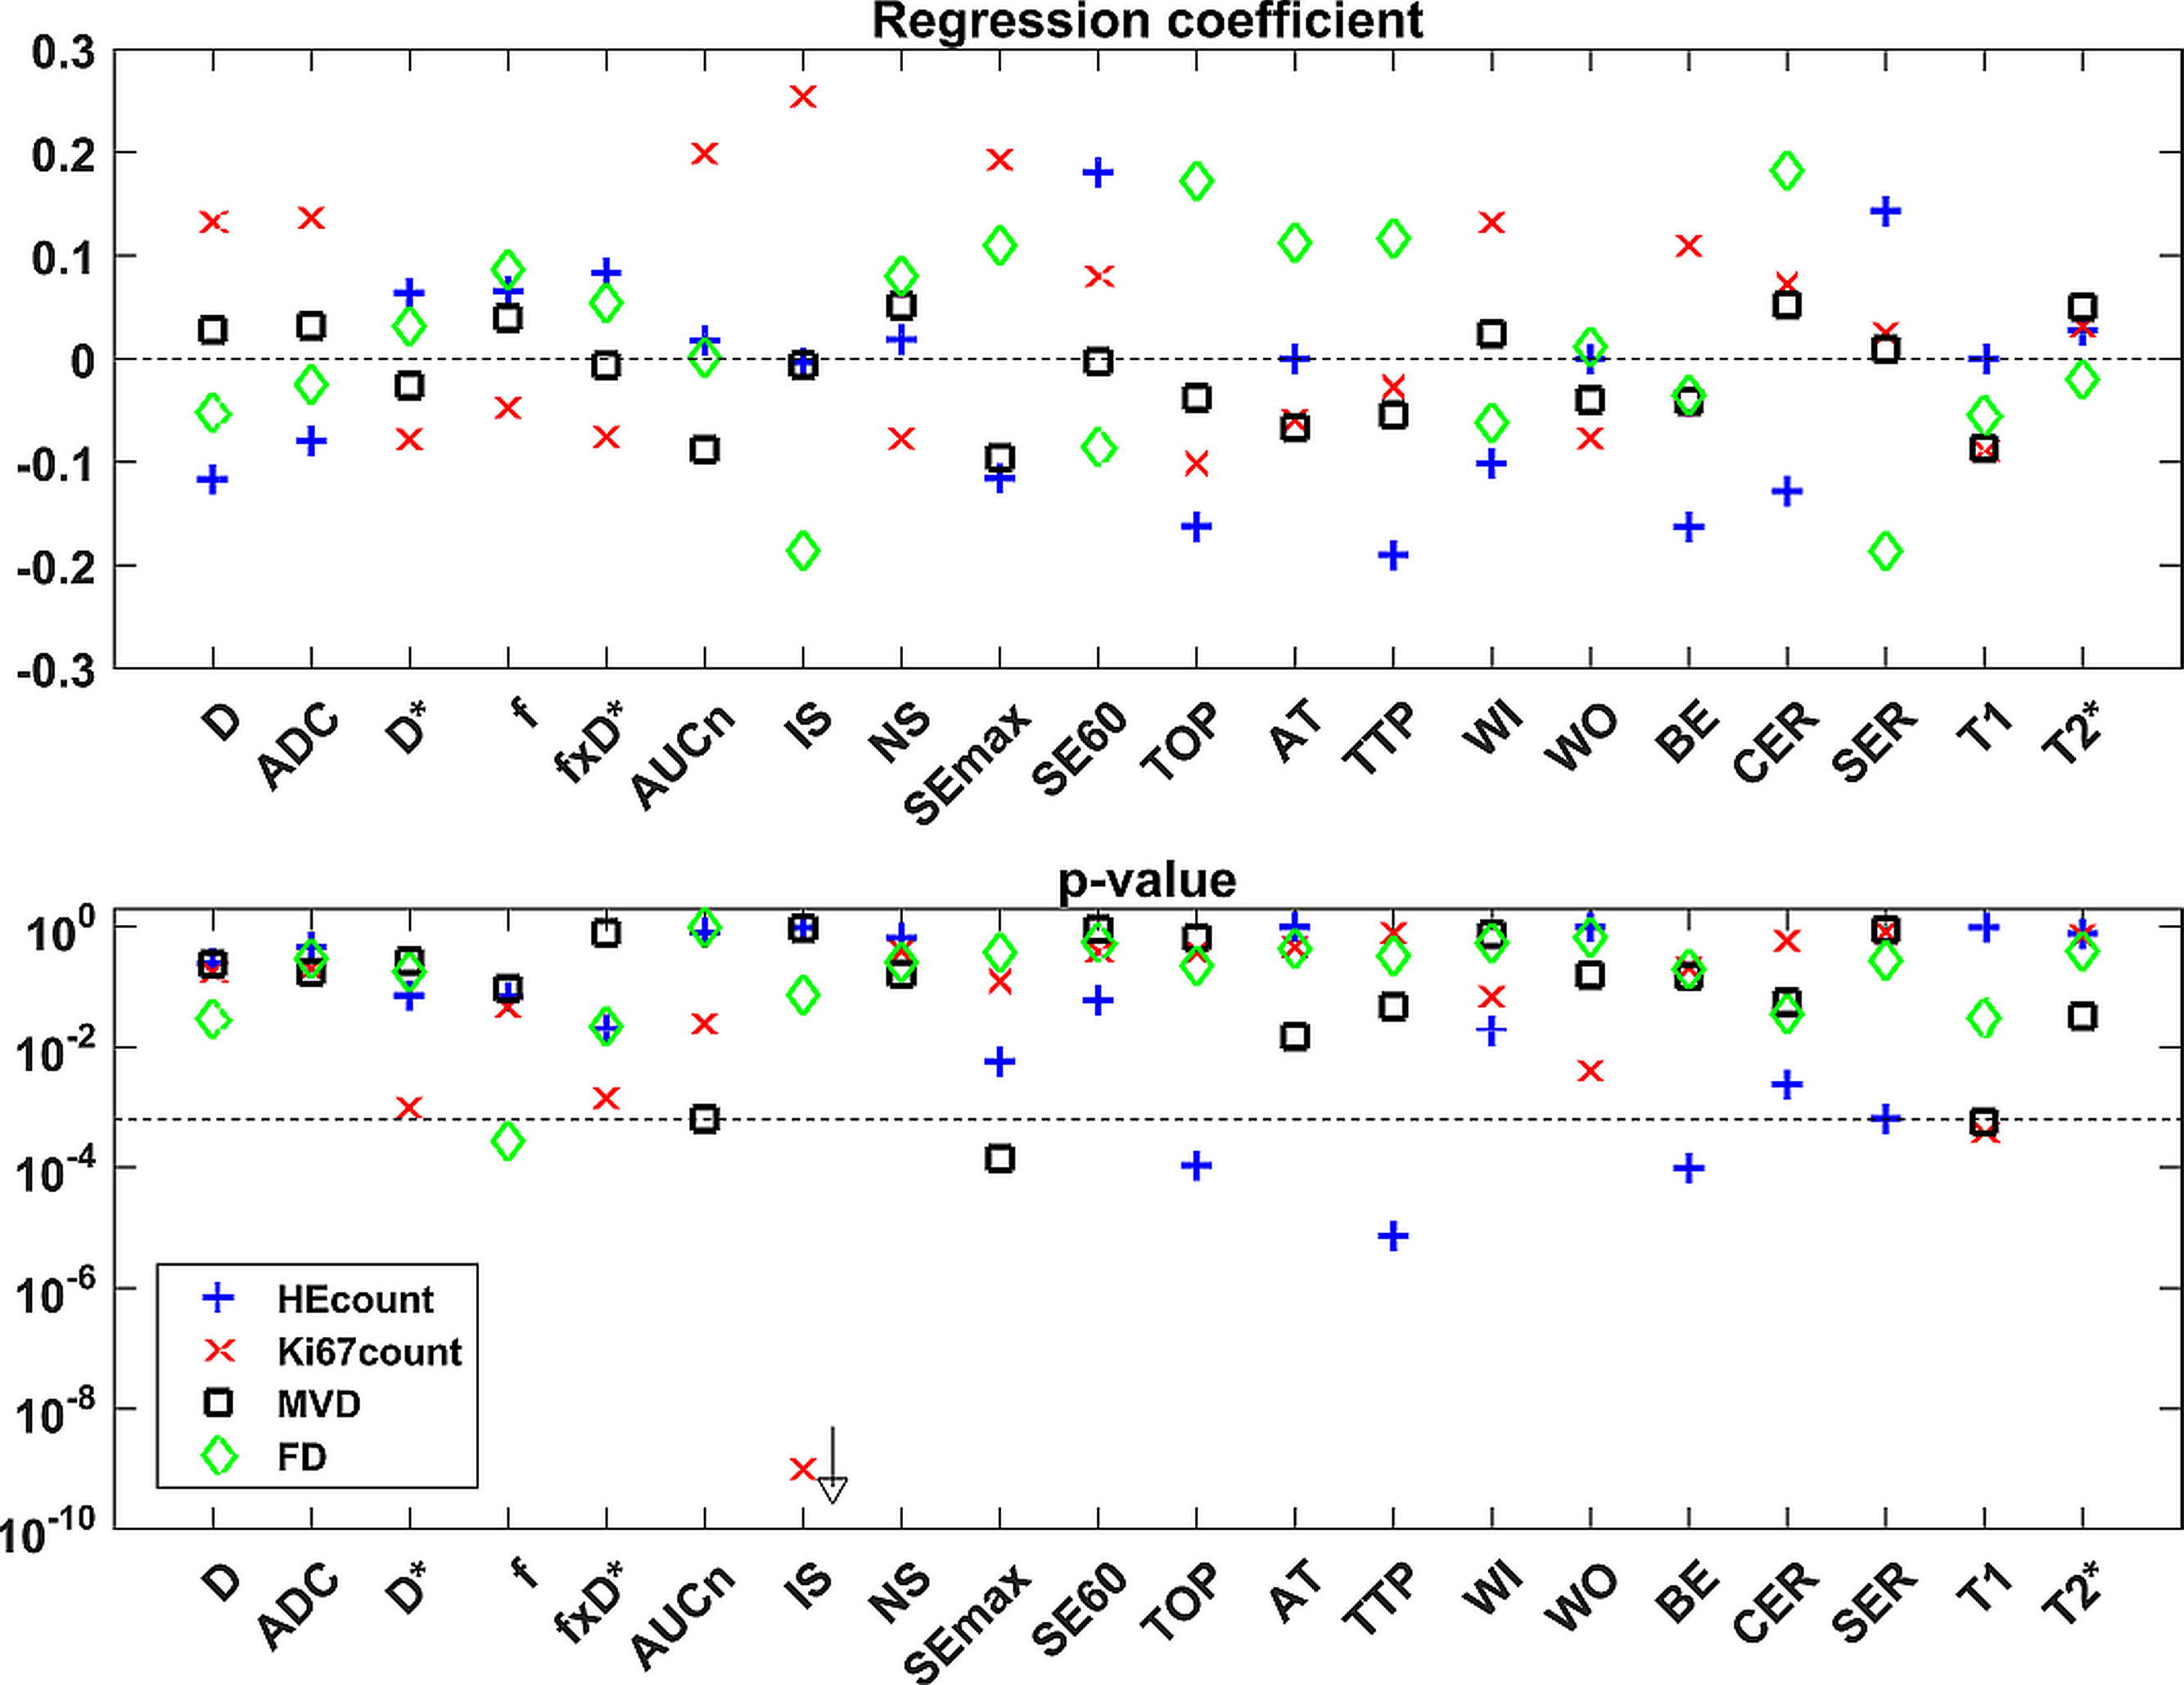 Regression coefficient
0.3
0.2
0.1
0
-0.1
-0.2
-0.3
D ADC D* f fxD* AUCn IS NS SEmax SE60 TOP AT TTP WI WO BE CER SER T1 T2*
p-value
10^0
10^-2
10^-4
10^-6
10^-8
10^-10
HEcount
Ki67count
MVD
FD
D ADC D* f fxD* AUCn IS NS SEmax SE60 TOP AT TTP WI WO BE CER SER T1 T2*